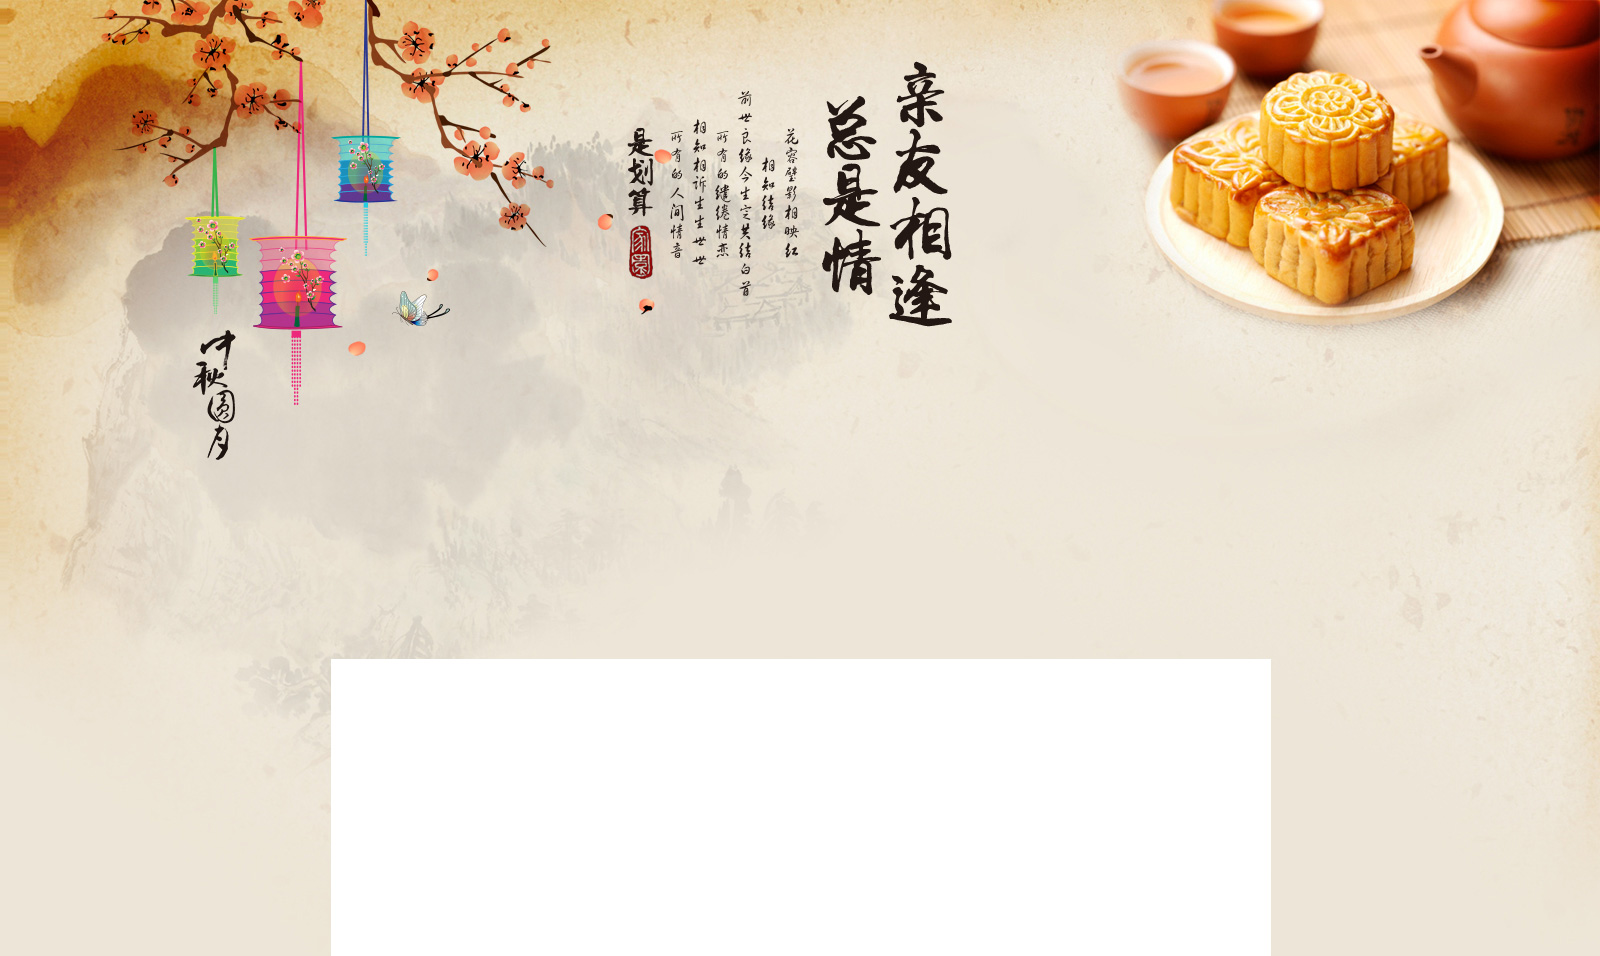 亲友相逢
总是情
花容璧影相映红
相知结缘
前世良缘今生定共结白首
所有的缱绻情恋
相知相诉生生世世
所有的人间情音
是划算
家园
中秋圆月